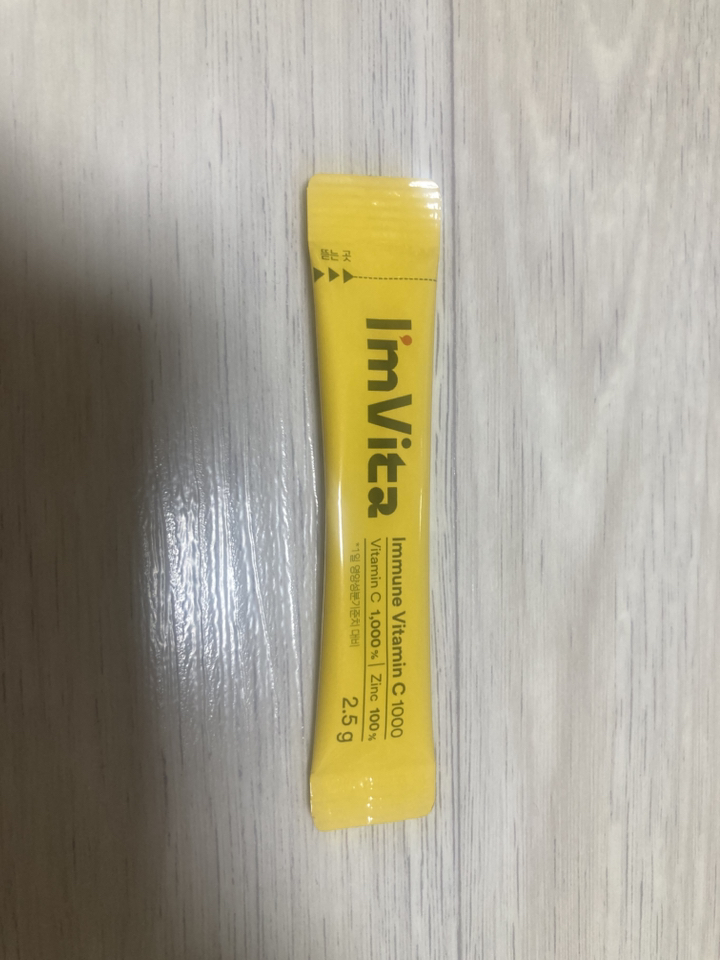 뜯는 곳
I'm Vita
Immune Vitamin C 1000
Vitamin C 1,000% | Zinc 100%
*1일 영양성분기준치 대비
2.5 g